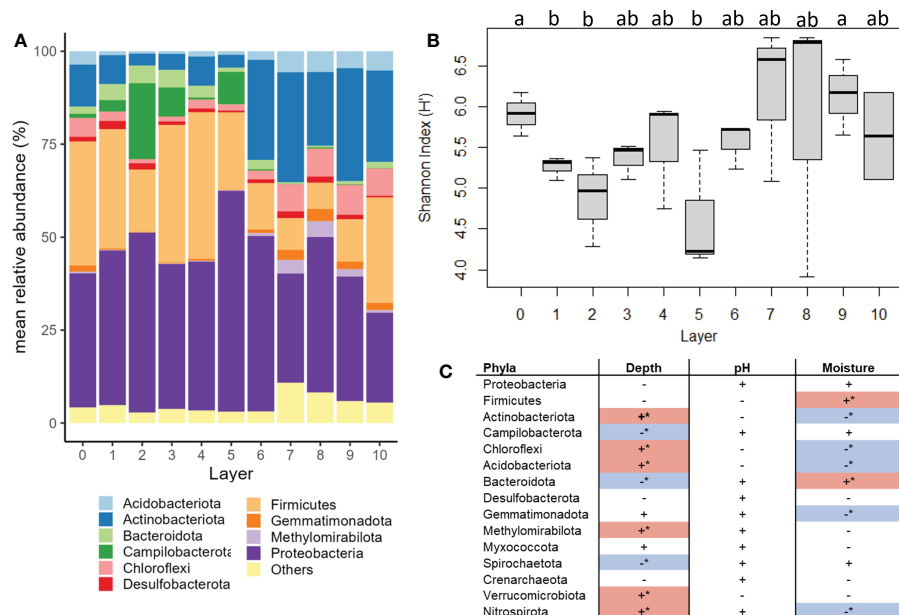 A
mean relative abundance (%)
100
75
50
25
0
0 1 2 3 4 5 6 7 8 9 10
Layer
Acidobacteriota
Actinobacteriota
Bacteroidota
Campilobacterota
Chloroflexi
Desulfobacterota
Firmicutes
Gemmatimonadota
Methylomirabilota
Proteobacteria
Others
B
a b b ab ab b ab ab ab a ab
Shannon Index (H')
6.5
6.0
5.5
5.0
4.5
4.0
0 1 2 3 4 5 6 7 8 9 10
Layer
C
Phyla Depth pH Moisture
Proteobacteria - + +
Firmicutes - - +*
Actinobacteriota +* - -*
Campilobacterota -* + +
Chloroflexi +* - -*
Acidobacteriota +* - -*
Bacteroidota -* + +*
Desulfobacterota - + -
Gemmatimonadota + + -*
Methylomirabilota +* + -
Myxococcota + + -
Spirochaetota -* + +
Crenarchaeota - + -
Verrucomicrobiota +* - -
Nitrospirota +* + -*